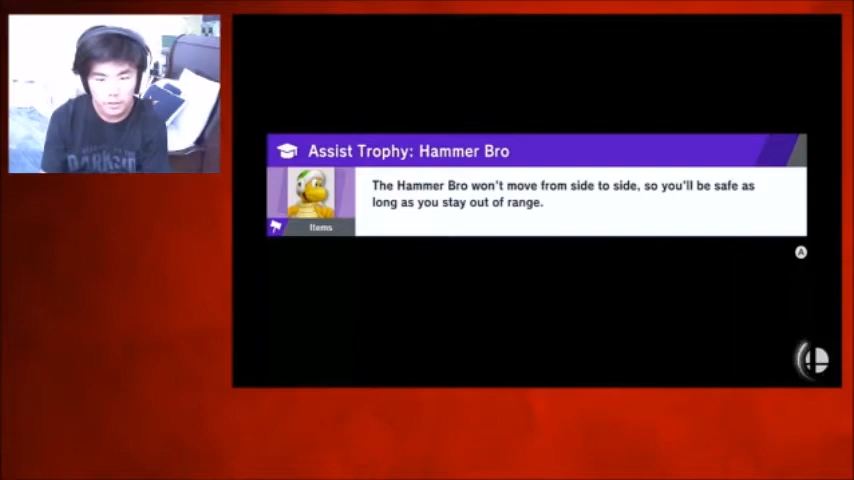 Assist Trophy: Hammer Bro
The Hammer Bro won't move from side to side, so you'll be safe as
long as you stay out of range.
Items
A
DARKSIDE